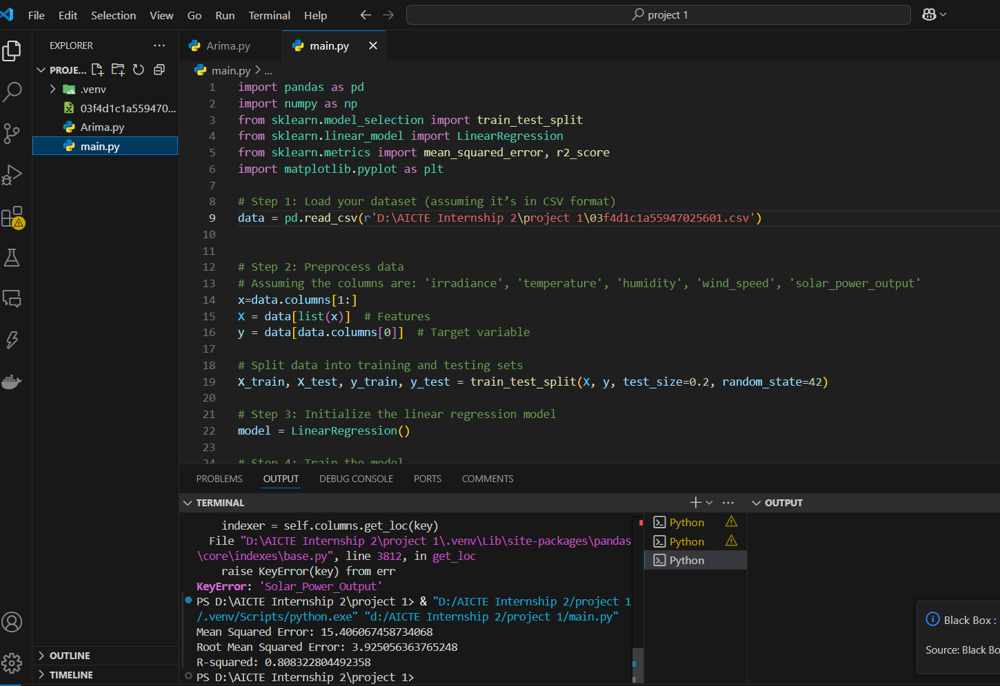 File Edit Selection View Go Run Terminal Help
project 1
EXPLORER
PROJE...
.venv
03f4d1c1a559470...
Arima.py
main.py
Arima.py
main.py
main.py > ...
1 import pandas as pd
2 import numpy as np
3 from sklearn.model_selection import train_test_split
4 from sklearn.linear_model import LinearRegression
5 from sklearn.metrics import mean_squared_error, r2_score
6 import matplotlib.pyplot as plt
7
8 # Step 1: Load your dataset (assuming it’s in CSV format)
9 data = pd.read_csv(r'D:\AICTE Internship 2\project 1\03f4d1c1a55947025601.csv')
10
11
12 # Step 2: Preprocess data
13 # Assuming the columns are: 'irradiance', 'temperature', 'humidity', 'wind_speed', 'solar_power_output'
14 x=data.columns[1:]
15 X = data[list(x)]  # Features
16 y = data[data.columns[0]]  # Target variable
17
18 # Split data into training and testing sets
19 X_train, X_test, y_train, y_test = train_test_split(X, y, test_size=0.2, random_state=42)
20
21 # Step 3: Initialize the linear regression model
22 model = LinearRegression()
23
24 # Step 4: Train the model
PROBLEMS OUTPUT DEBUG CONSOLE PORTS COMMENTS
TERMINAL
indexer = self.columns.get_loc(key)
File "D:\AICTE Internship 2\project 1\.venv\Lib\site-packages\pandas
\core\indexes\base.py", line 3812, in get_loc
raise KeyError(key) from err
KeyError: 'Solar_Power_Output'
PS D:\AICTE Internship 2\project 1> & "D:/AICTE Internship 2/project 1
/.venv/Scripts/python.exe" "d:/AICTE Internship 2/project 1/main.py"
Mean Squared Error: 15.406067458734068
Root Mean Squared Error: 3.925056363765248
R-squared: 0.808322804492358
PS D:\AICTE Internship 2\project 1>
Python
Python
Python
OUTPUT
Black Box :
Source: Black Bo
OUTLINE
TIMELINE